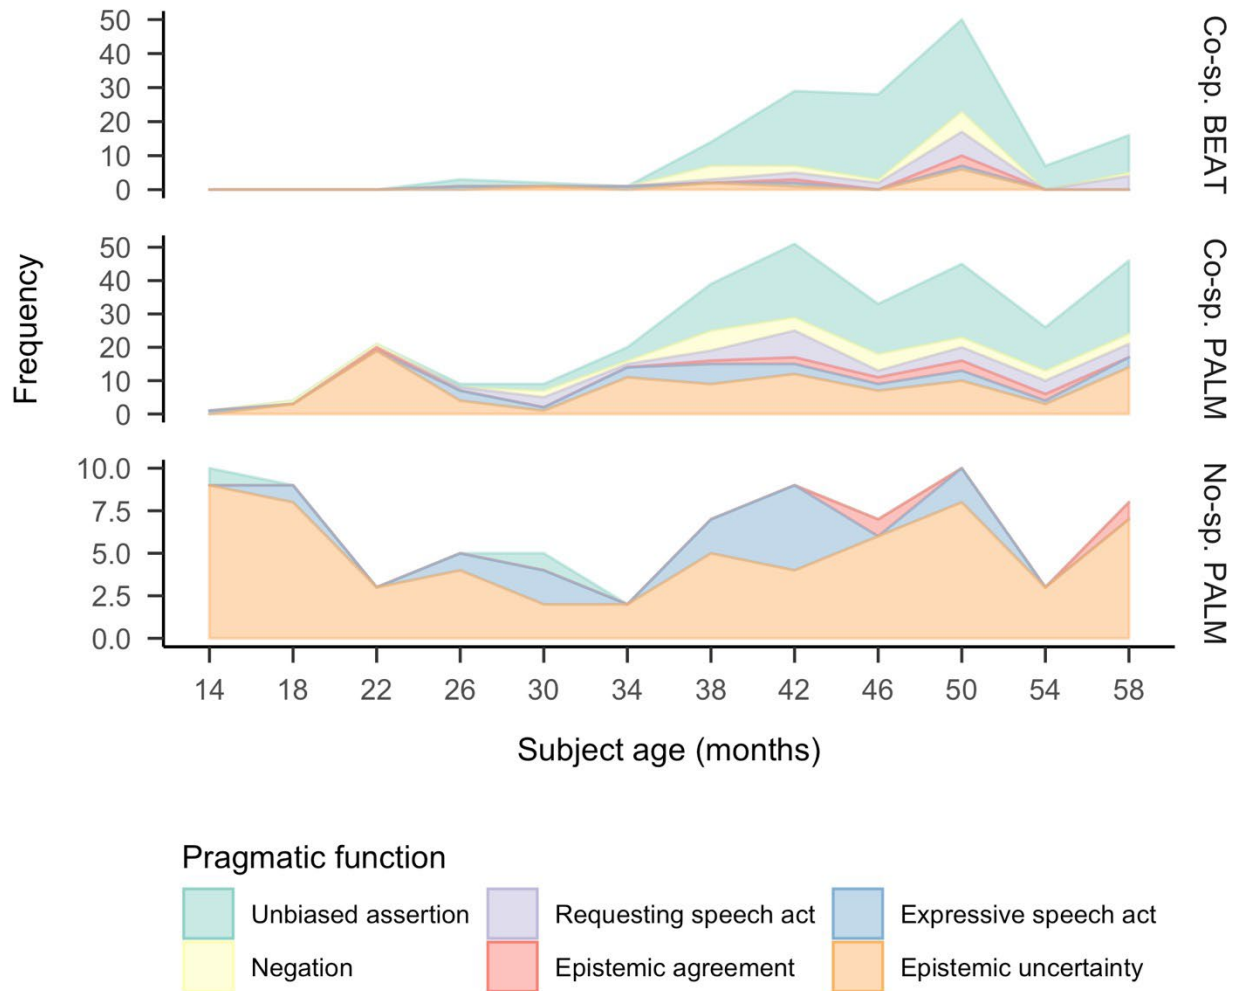 50
40
30
20
10
0
Co-sp. BEAT
50
40
30
20
10
0
Co-sp. PALM
Frequency
10.0
7.5
5.0
2.5
0.0
No-sp. PALM
14 18 22 26 30 34 38 42 46 50 54 58
Subject age (months)
Pragmatic function
Unbiased assertion Requesting speech act Expressive speech act
Negation Epistemic agreement Epistemic uncertainty